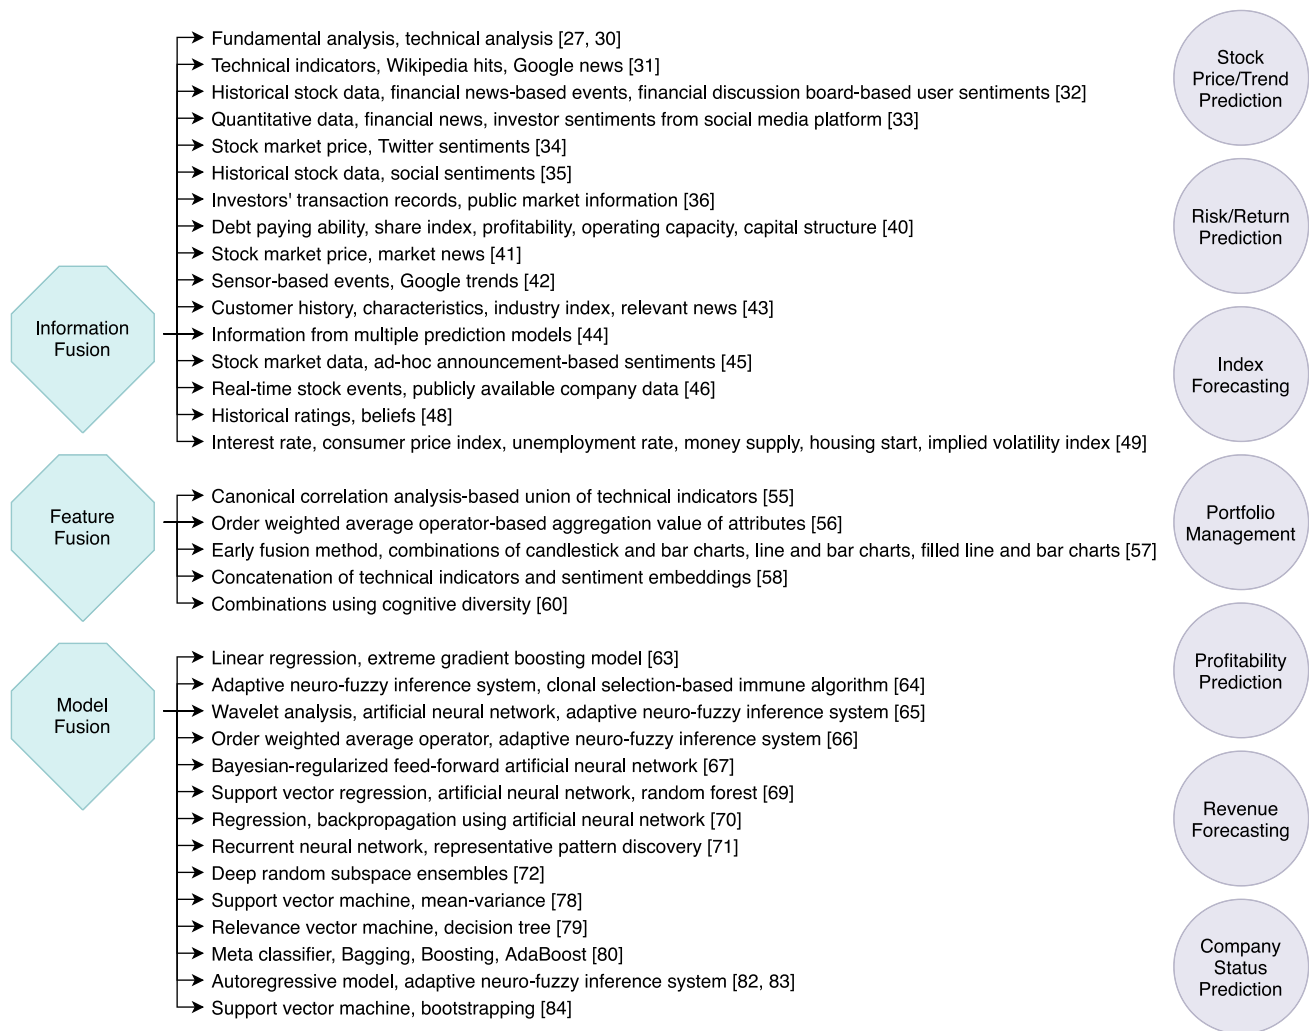 Fundamental analysis, technical analysis [27, 30]
Technical indicators, Wikipedia hits, Google news [31]
Historical stock data, financial news-based events, financial discussion board-based user sentiments [32]
Quantitative data, financial news, investor sentiments from social media platform [33]
Stock market price, Twitter sentiments [34]
Historical stock data, social sentiments [35]
Investors' transaction records, public market information [36]
Debt paying ability, share index, profitability, operating capacity, capital structure [40]
Stock market price, market news [41]
Sensor-based events, Google trends [42]
Customer history, characteristics, industry index, relevant news [43]
Information
Fusion
Information from multiple prediction models [44]
Stock market data, ad-hoc announcement-based sentiments [45]
Real-time stock events, publicly available company data [46]
Historical ratings, beliefs [48]
Interest rate, consumer price index, unemployment rate, money supply, housing start, implied volatility index [49]
Feature
Fusion
Canonical correlation analysis-based union of technical indicators [55]
Order weighted average operator-based aggregation value of attributes [56]
Early fusion method, combinations of candlestick and bar charts, line and bar charts, filled line and bar charts [57]
Concatenation of technical indicators and sentiment embeddings [58]
Combinations using cognitive diversity [60]
Model
Fusion
Linear regression, extreme gradient boosting model [63]
Adaptive neuro-fuzzy inference system, clonal selection-based immune algorithm [64]
Wavelet analysis, artificial neural network, adaptive neuro-fuzzy inference system [65]
Order weighted average operator, adaptive neuro-fuzzy inference system [66]
Bayesian-regularized feed-forward artificial neural network [67]
Support vector regression, artificial neural network, random forest [69]
Regression, backpropagation using artificial neural network [70]
Recurrent neural network, representative pattern discovery [71]
Deep random subspace ensembles [72]
Support vector machine, mean-variance [78]
Relevance vector machine, decision tree [79]
Meta classifier, Bagging, Boosting, AdaBoost [80]
Autoregressive model, adaptive neuro-fuzzy inference system [82, 83]
Support vector machine, bootstrapping [84]
Stock
Price/Trend
Prediction
Risk/Return
Prediction
Index
Forecasting
Portfolio
Management
Profitability
Prediction
Revenue
Forecasting
Company
Status
Prediction